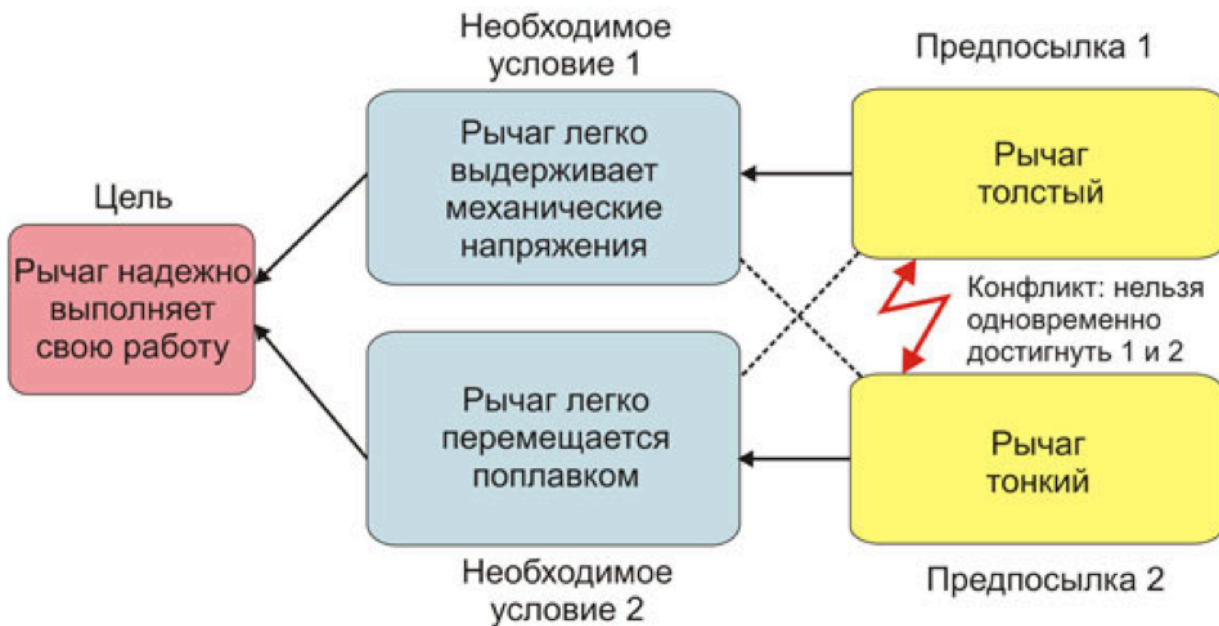 Необходимое
условие 1
Предпосылка 1
Рычаг легко
выдерживает
механические
напряжения
Рычаг
толстый
Цель
Рычаг надежно
выполняет
свою работу
Конфликт: нельзя
одновременно
достигнуть 1 и 2
Рычаг легко
перемещается
поплавком
Рычаг
тонкий
Необходимое
условие 2
Предпосылка 2